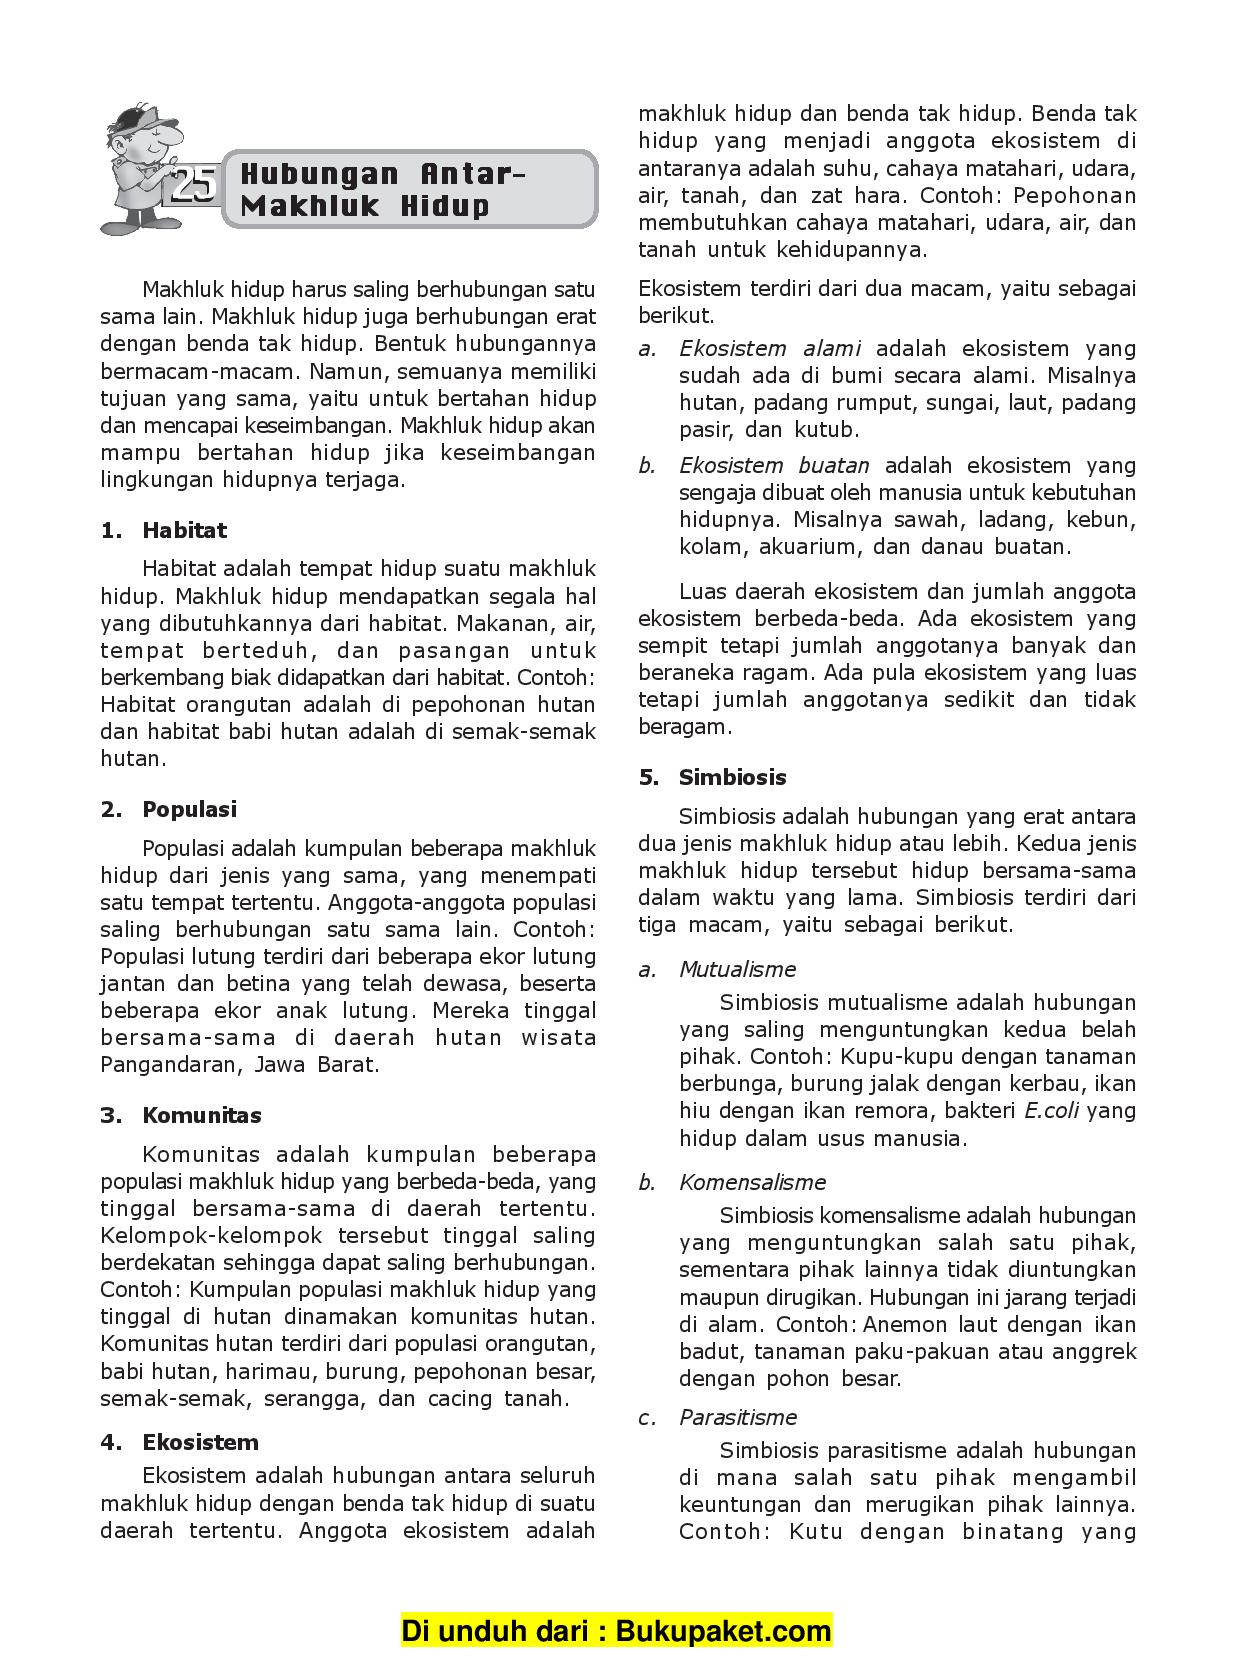 25
Hubungan Antar-
Makhluk Hidup
Makhluk hidup harus saling berhubungan satu
sama lain. Makhluk hidup juga berhubungan erat
dengan benda tak hidup. Bentuk hubungannya
bermacam-macam. Namun, semuanya memiliki
tujuan yang sama, yaitu untuk bertahan hidup
dan mencapai keseimbangan. Makhluk hidup akan
mampu bertahan hidup jika keseimbangan
lingkungan hidupnya terjaga.
1. Habitat
Habitat adalah tempat hidup suatu makhluk
hidup. Makhluk hidup mendapatkan segala hal
yang dibutuhkannya dari habitat. Makanan, air,
tempat berteduh, dan pasangan untuk
berkembang biak didapatkan dari habitat. Contoh:
Habitat orangutan adalah di pepohonan hutan
dan habitat babi hutan adalah di semak-semak
hutan.
2. Populasi
Populasi adalah kumpulan beberapa makhluk
hidup dari jenis yang sama, yang menempati
satu tempat tertentu. Anggota-anggota populasi
saling berhubungan satu sama lain. Contoh:
Populasi lutung terdiri dari beberapa ekor lutung
jantan dan betina yang telah dewasa, beserta
beberapa ekor anak lutung. Mereka tinggal
bersama-sama di daerah hutan wisata
Pangandaran, Jawa Barat.
3. Komunitas
Komunitas adalah kumpulan beberapa
populasi makhluk hidup yang berbeda-beda, yang
tinggal bersama-sama di daerah tertentu.
Kelompok-kelompok tersebut tinggal saling
berdekatan sehingga dapat saling berhubungan.
Contoh: Kumpulan populasi makhluk hidup yang
tinggal di hutan dinamakan komunitas hutan.
Komunitas hutan terdiri dari populasi orangutan,
babi hutan, harimau, burung, pepohonan besar,
semak-semak, serangga, dan cacing tanah.
4. Ekosistem
Ekosistem adalah hubungan antara seluruh
makhluk hidup dengan benda tak hidup di suatu
daerah tertentu. Anggota ekosistem adalah
makhluk hidup dan benda tak hidup. Benda tak
hidup yang menjadi anggota ekosistem di
antaranya adalah suhu, cahaya matahari, udara,
air, tanah, dan zat hara. Contoh: Pepohonan
membutuhkan cahaya matahari, udara, air, dan
tanah untuk kehidupannya.
Ekosistem terdiri dari dua macam, yaitu sebagai
berikut.
a. Ekosistem alami adalah ekosistem yang
sudah ada di bumi secara alami. Misalnya
hutan, padang rumput, sungai, laut, padang
pasir, dan kutub.
b. Ekosistem buatan adalah ekosistem yang
sengaja dibuat oleh manusia untuk kebutuhan
hidupnya. Misalnya sawah, ladang, kebun,
kolam, akuarium, dan danau buatan.
Luas daerah ekosistem dan jumlah anggota
ekosistem berbeda-beda. Ada ekosistem yang
sempit tetapi jumlah anggotanya banyak dan
beraneka ragam. Ada pula ekosistem yang luas
tetapi jumlah anggotanya sedikit dan tidak
beragam.
5. Simbiosis
Simbiosis adalah hubungan yang erat antara
dua jenis makhluk hidup atau lebih. Kedua jenis
makhluk hidup tersebut hidup bersama-sama
dalam waktu yang lama. Simbiosis terdiri dari
tiga macam, yaitu sebagai berikut.
a. Mutualisme
Simbiosis mutualisme adalah hubungan
yang saling menguntungkan kedua belah
pihak. Contoh: Kupu-kupu dengan tanaman
berbunga, burung jalak dengan kerbau, ikan
hiu dengan ikan remora, bakteri E.coli yang
hidup dalam usus manusia.
b. Komensalisme
Simbiosis komensalisme adalah hubungan
yang menguntungkan salah satu pihak,
sementara pihak lainnya tidak diuntungkan
maupun dirugikan. Hubungan ini jarang terjadi
di alam. Contoh: Anemon laut dengan ikan
badut, tanaman paku-pakuan atau anggrek
dengan pohon besar.
c. Parasitisme
Simbiosis parasitisme adalah hubungan
di mana salah satu pihak mengambil
keuntungan dan merugikan pihak lainnya.
Contoh: Kutu dengan binatang yang
Di unduh dari : Bukupaket.com